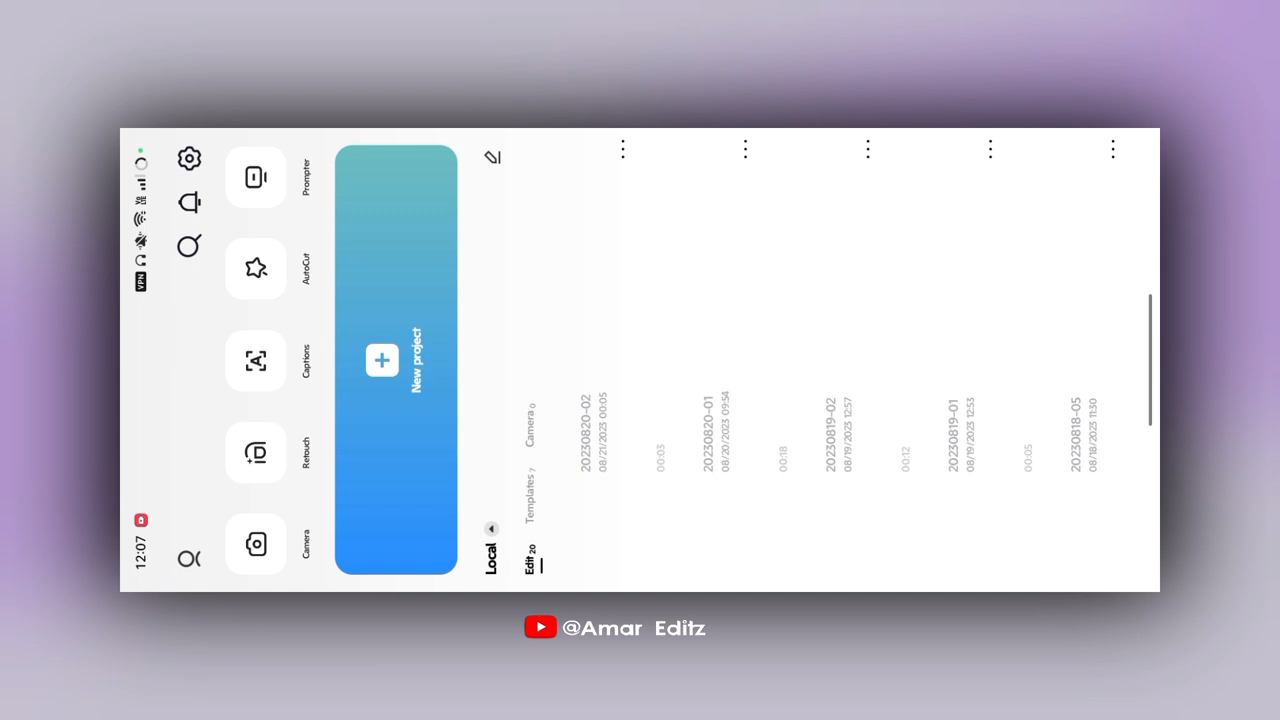 12:07
VPN
Camera
Retouch
Captions
AutoCut
Prompter
New project
Local
Edit 20 Templates 7 Camera 0
20230820-02
08/21/2023 00:05
00:03
20230820-01
08/20/2023 09:54
00:18
20230819-02
08/19/2023 12:57
00:12
20230819-01
08/19/2023 12:53
00:05
20230818-05
08/18/2023 11:30
@Amar Editz